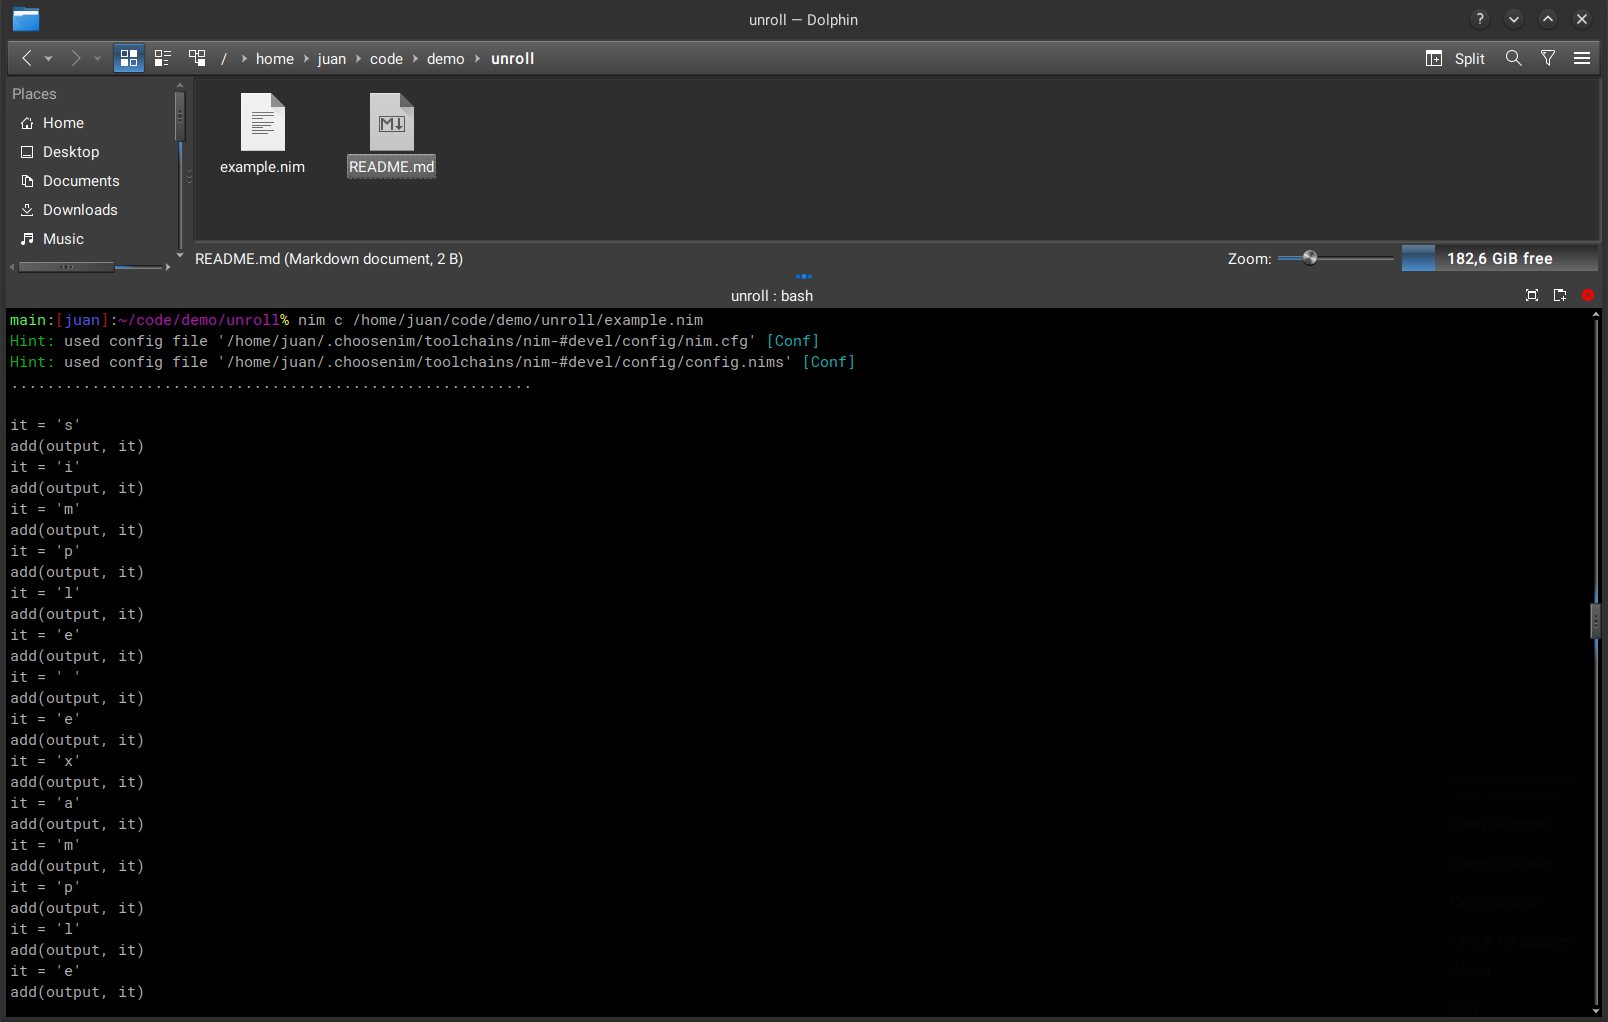 unroll — Dolphin
?
/ home juan code demo unroll
Split
Places
Home
Desktop
Documents
Downloads
Music
example.nim
M
README.md
README.md (Markdown document, 2 B)
Zoom:
182,6 GiB free
unroll : bash
main:[juan]:~/code/demo/unroll% nim c /home/juan/code/demo/unroll/example.nim
Hint: used config file '/home/juan/.choosenim/toolchains/nim-#devel/config/nim.cfg' [Conf]
Hint: used config file '/home/juan/.choosenim/toolchains/nim-#devel/config/config.nims' [Conf]
..........................................................
it = 's'
add(output, it)
it = 'i'
add(output, it)
it = 'm'
add(output, it)
it = 'p'
add(output, it)
it = 'l'
add(output, it)
it = 'e'
add(output, it)
it = ' '
add(output, it)
it = 'e'
add(output, it)
it = 'x'
add(output, it)
it = 'a'
add(output, it)
it = 'm'
add(output, it)
it = 'p'
add(output, it)
it = 'l'
add(output, it)
it = 'e'
add(output, it)